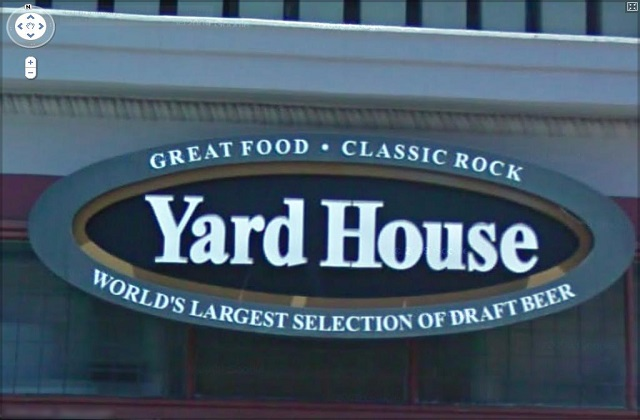 GREAT FOOD • CLASSIC ROCK
Yard House
WORLD'S LARGEST SELECTION OF DRAFT BEER